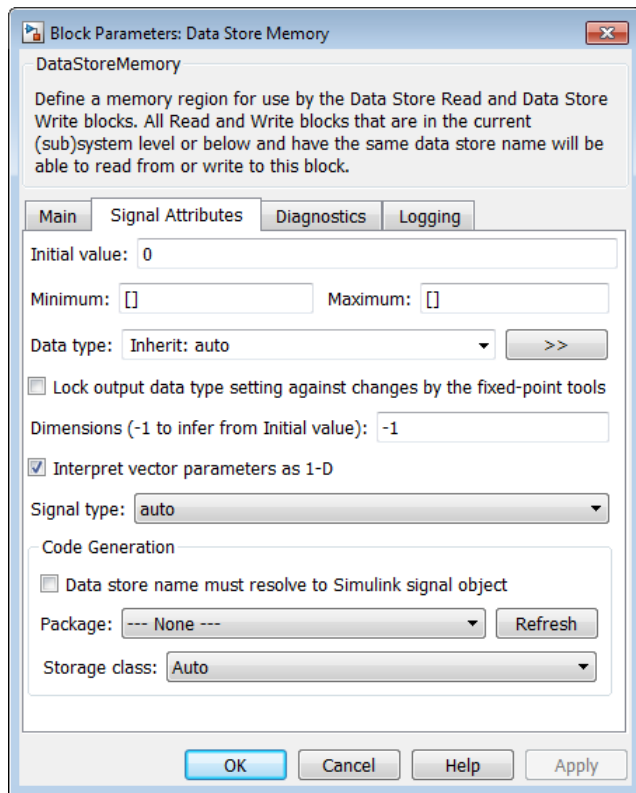 Block Parameters: Data Store Memory
DataStoreMemory
Define a memory region for use by the Data Store Read and Data Store
Write blocks. All Read and Write blocks that are in the current
(sub)system level or below and have the same data store name will be
able to read from or write to this block.
Main Signal Attributes Diagnostics Logging
Initial value: 0
Minimum: [] Maximum: []
Data type: Inherit: auto >>
Lock output data type setting against changes by the fixed-point tools
Dimensions (-1 to infer from Initial value): -1
Interpret vector parameters as 1-D
Signal type: auto
Code Generation
Data store name must resolve to Simulink signal object
Package: --- None --- Refresh
Storage class: Auto
OK Cancel Help Apply